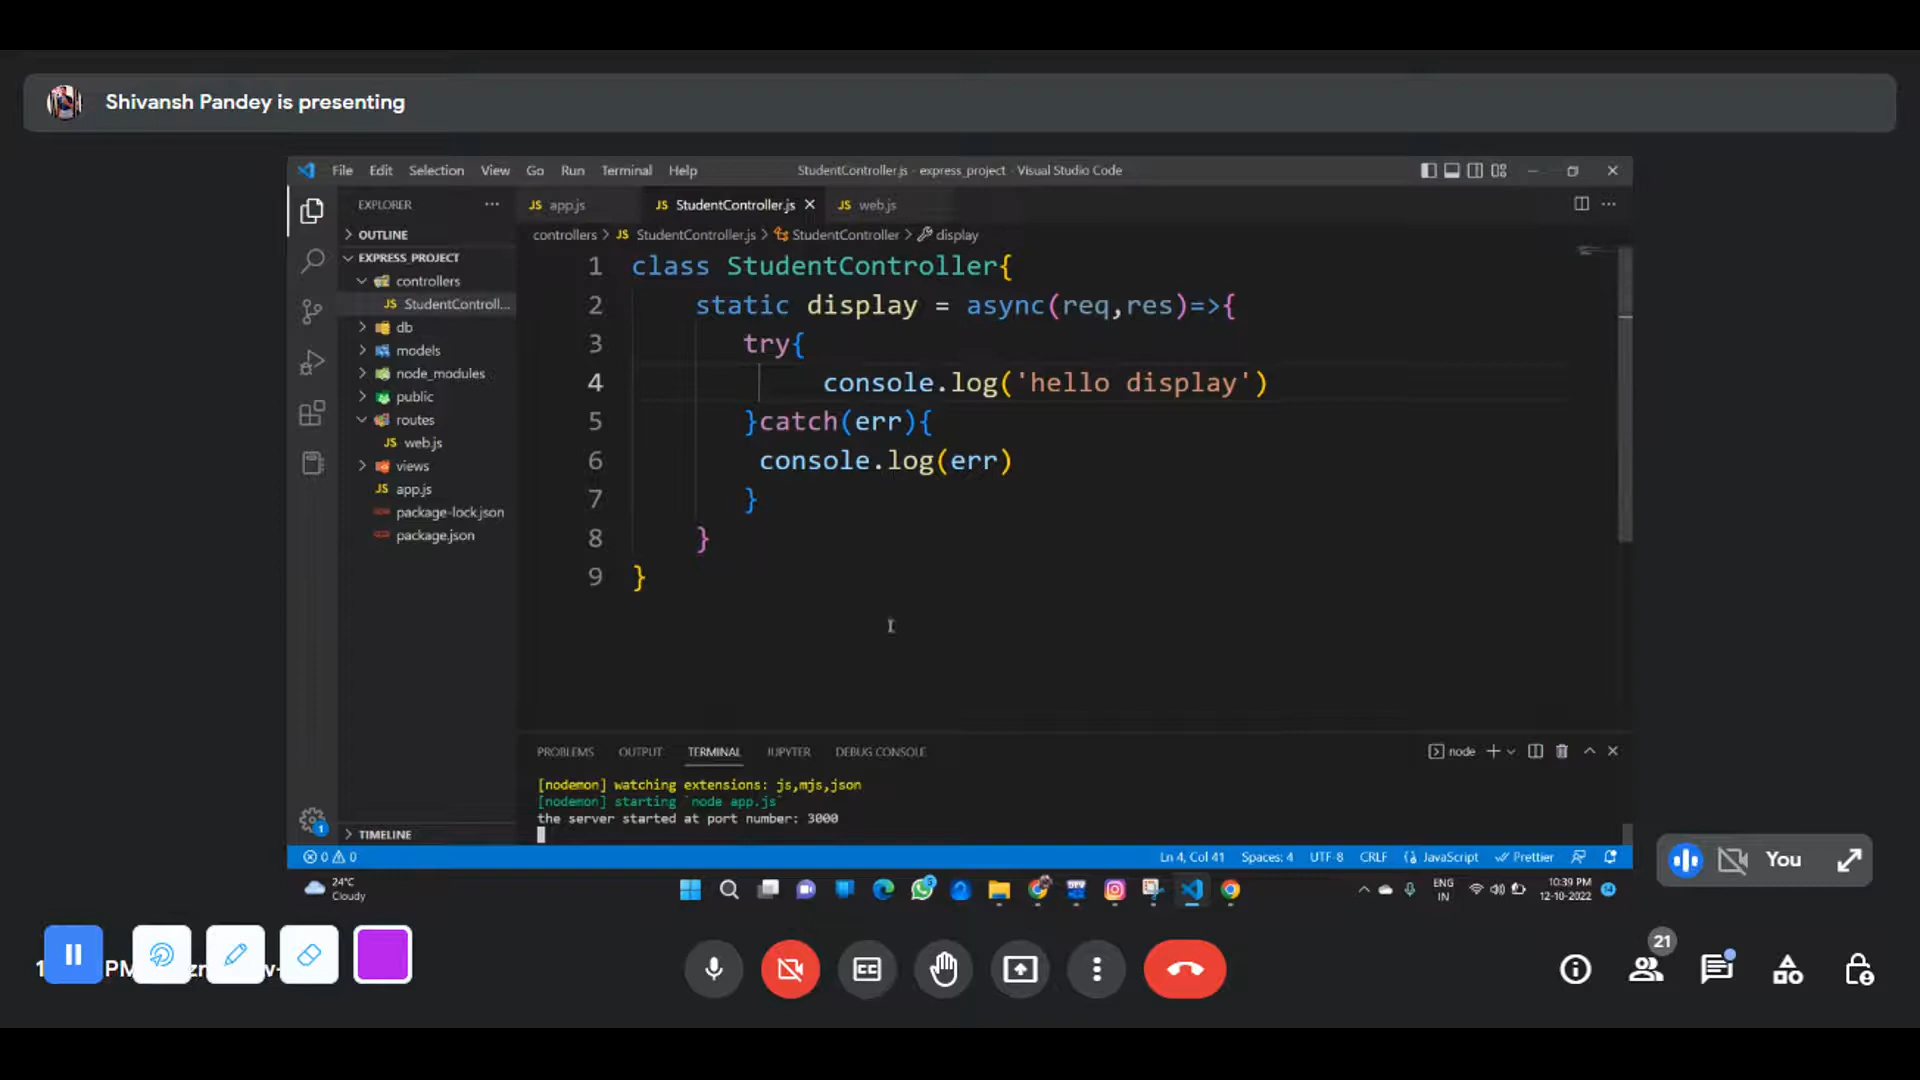 Shivansh Pandey is presenting
File Edit Selection View Go Run Terminal Help StudentController.js - express_project - Visual Studio Code
EXPLORER ... JS app.js JS StudentController.js JS web.js
OUTLINE
controllers > JS StudentController.js > StudentController > display
EXPRESS_PROJECT
controllers
JS StudentControll...
db
models
node_modules
public
routes
JS web.js
views
JS app.js
package-lock.json
package.json
TIMELINE
1 class StudentController{
2 static display = async(req,res)=>{
3 try{
4 console.log('hello display')
5 }catch(err){
6 console.log(err)
7 }
8 }
9 }
PROBLEMS OUTPUT TERMINAL JUPYTER DEBUG CONSOLE node
[nodemon] watching extensions: js,mjs,json
[nodemon] starting `node app.js`
the server started at port number: 3000
0 0 Ln 4, Col 41 Spaces: 4 UTF-8 CRLF {} JavaScript Prettier
You
24°C
Cloudy
ENG
IN
10:39 PM
12-10-2022
21